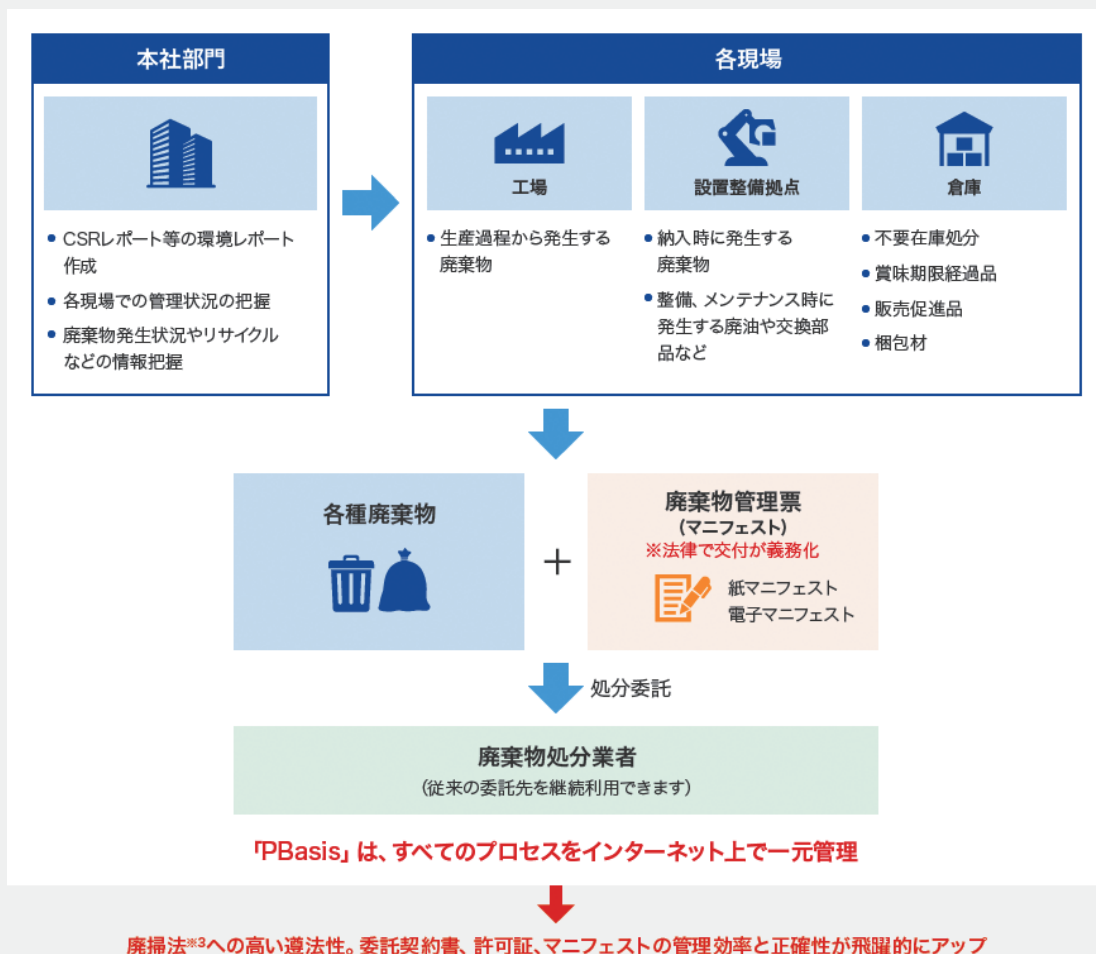 本社部門
・CSRレポート等の環境レポート
作成
・各現場での管理状況の把握
・廃棄物発生状況やリサイクル
などの情報把握
各現場
工場
・生産過程から発生する
廃棄物
設置整備拠点
・納入時に発生する
廃棄物
・整備、メンテナンス時に
発生する廃油や交換部
品など
倉庫
・不要在庫処分
・賞味期限経過品
・販売促進品
・梱包材
各種廃棄物
+
廃棄物管理票
(マニフェスト)
※法律で交付が義務化
紙マニフェスト
電子マニフェスト
処分委託
廃棄物処分業者
(従来の委託先を継続利用できます)
「PBasis」は、すべてのプロセスをインターネット上で一元管理
廃掃法※3への高い遵法性。委託契約書、許可証、マニフェストの管理効率と正確性が飛躍的にアップ